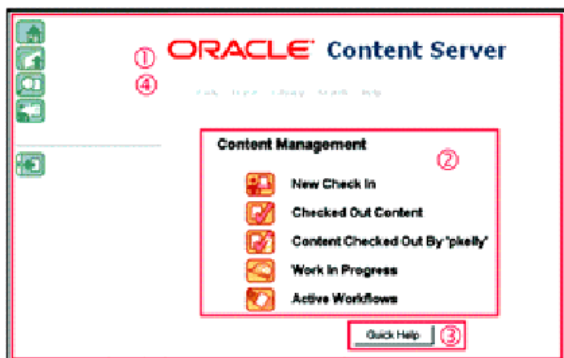 ①
ORACLE Content Server
④
Content Management
②
New Check In
Checked Out Content
Content Checked Out By 'pkelly'
Work In Progress
Active Workflows
Quick Help ③